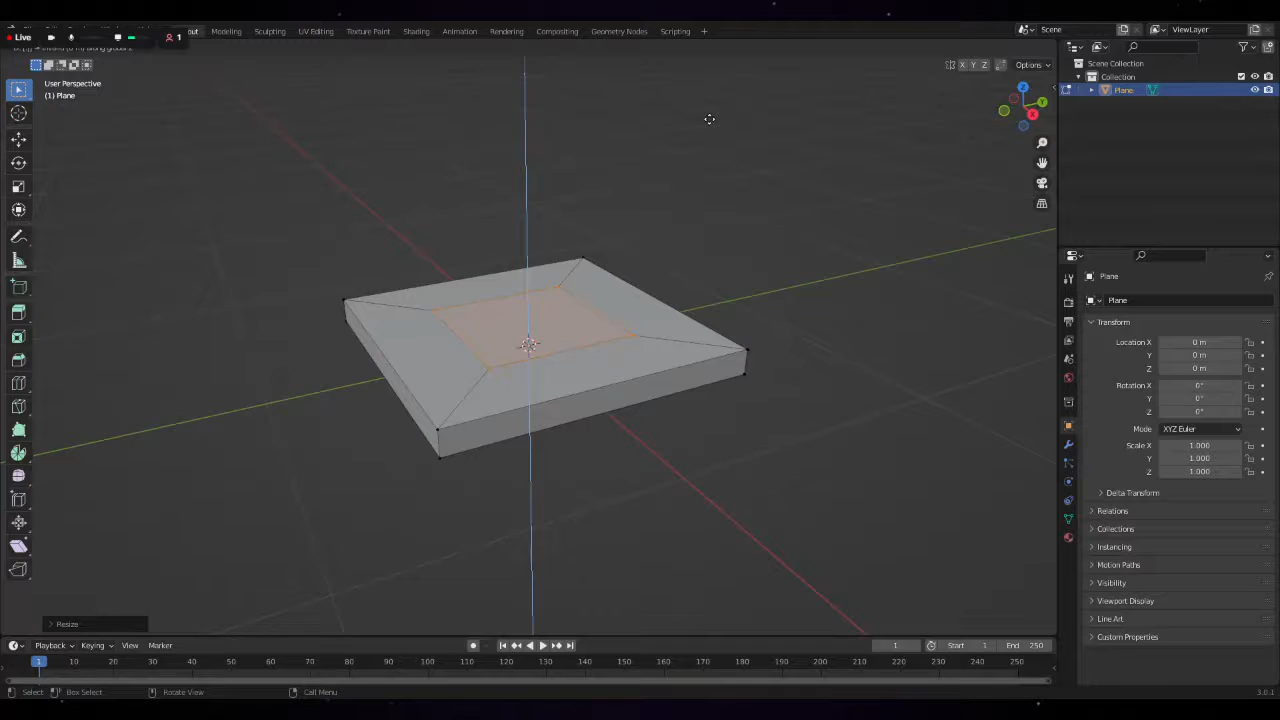 Live
1
out
Modeling
Sculpting
UV Editing
Texture Paint
Shading
Animation
Rendering
Compositing
Geometry Nodes
Scripting
+
Scene
ViewLayer
along global Z
X Y Z
Options
User Perspective
(1) Plane
Z
Y
X
Scene Collection
Collection
Plane
Plane
Plane
Transform
Location X 0 m
Y 0 m
Z 0 m
Rotation X 0°
Y 0°
Z 0°
Mode XYZ Euler
Scale X 1.000
Y 1.000
Z 1.000
Delta Transform
Relations
Collections
Instancing
Motion Paths
Visibility
Viewport Display
Line Art
Custom Properties
Resize
Playback
Keying
View
Marker
1
Start 1
End 250
1 10 20 30 40 50 60 70 80 90 100 110 120 130 140 150 160 170 180 190 200 210 220 230 240 250
Select
Box Select
Rotate View
Call Menu
3.0.1